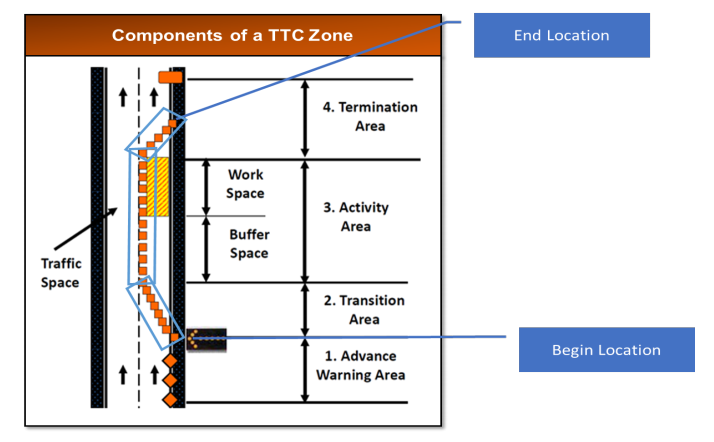 Components of a TTC Zone
End Location
4. Termination
Area
Work
Space
3. Activity
Area
Buffer
Space
Traffic
Space
2. Transition
Area
Begin Location
1. Advance
Warning Area